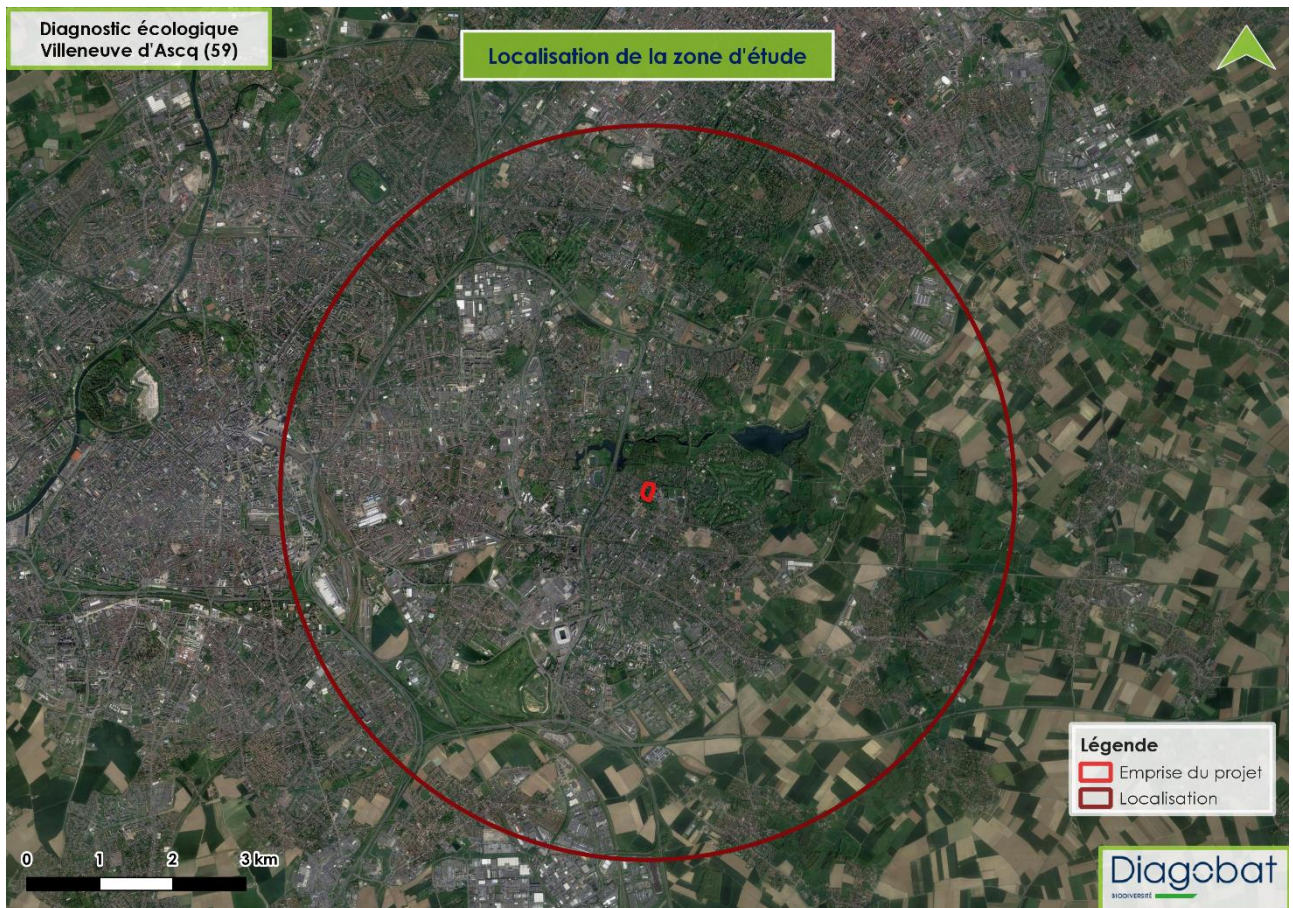 Diagnostic écologique
Villeneuve d'Ascq (59)
Localisation de la zone d'étude
Légende
Emprise du projet
Localisation
0 1 2 3 km
Diagobat
BIODIVERSITÉ